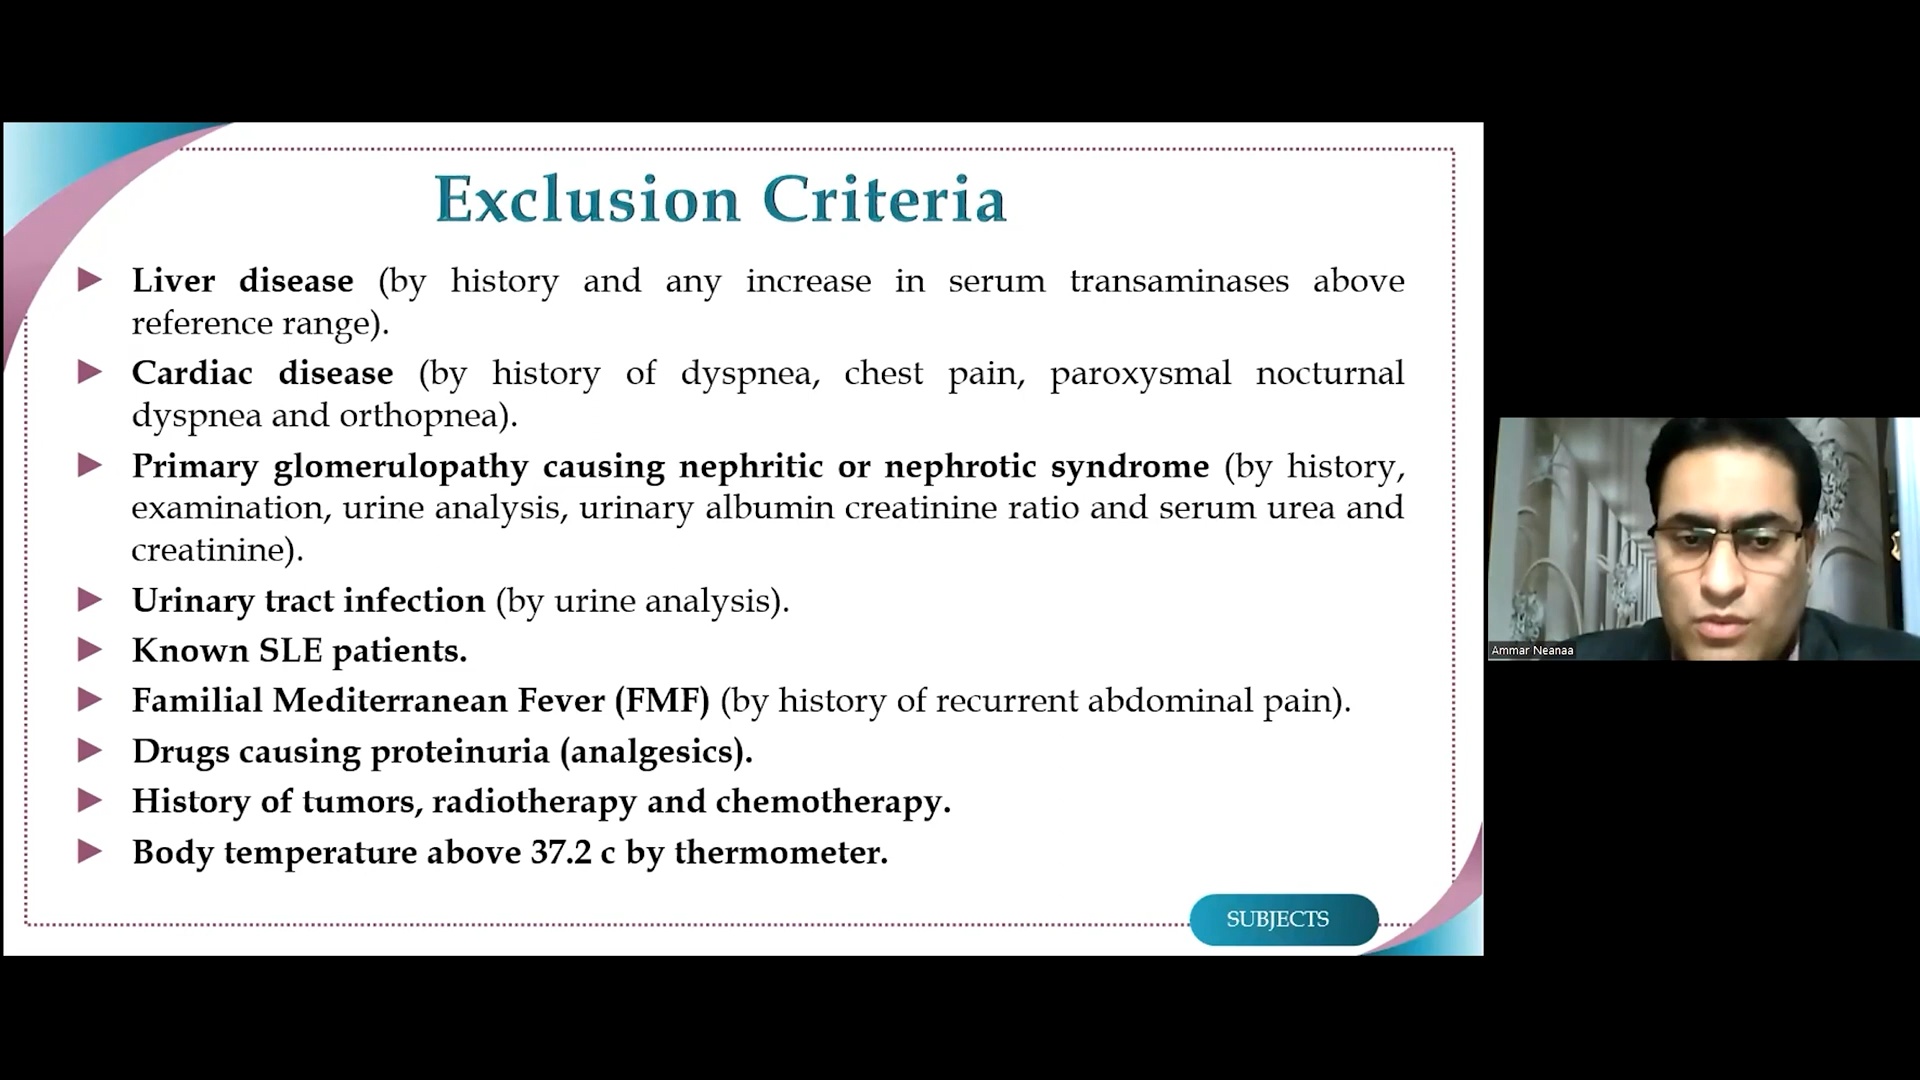 Exclusion Criteria
Liver disease (by history and any increase in serum transaminases above
reference range).
Cardiac disease (by history of dyspnea, chest pain, paroxysmal nocturnal
dyspnea and orthopnea).
Primary glomerulopathy causing nephritic or nephrotic syndrome (by history,
examination, urine analysis, urinary albumin creatinine ratio and serum urea and
creatinine).
Urinary tract infection (by urine analysis).
Known SLE patients.
Familial Mediterranean Fever (FMF) (by history of recurrent abdominal pain).
Drugs causing proteinuria (analgesics).
History of tumors, radiotherapy and chemotherapy.
Body temperature above 37.2 c by thermometer.
SUBJECTS
Ammar Neanaa